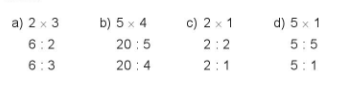 a) 2 × 3 b) 5 × 4 c) 2 × 1 d) 5 × 1
6 : 2 20 : 5 2 : 2 5 : 5
6 : 3 20 : 4 2 : 1 5 : 1